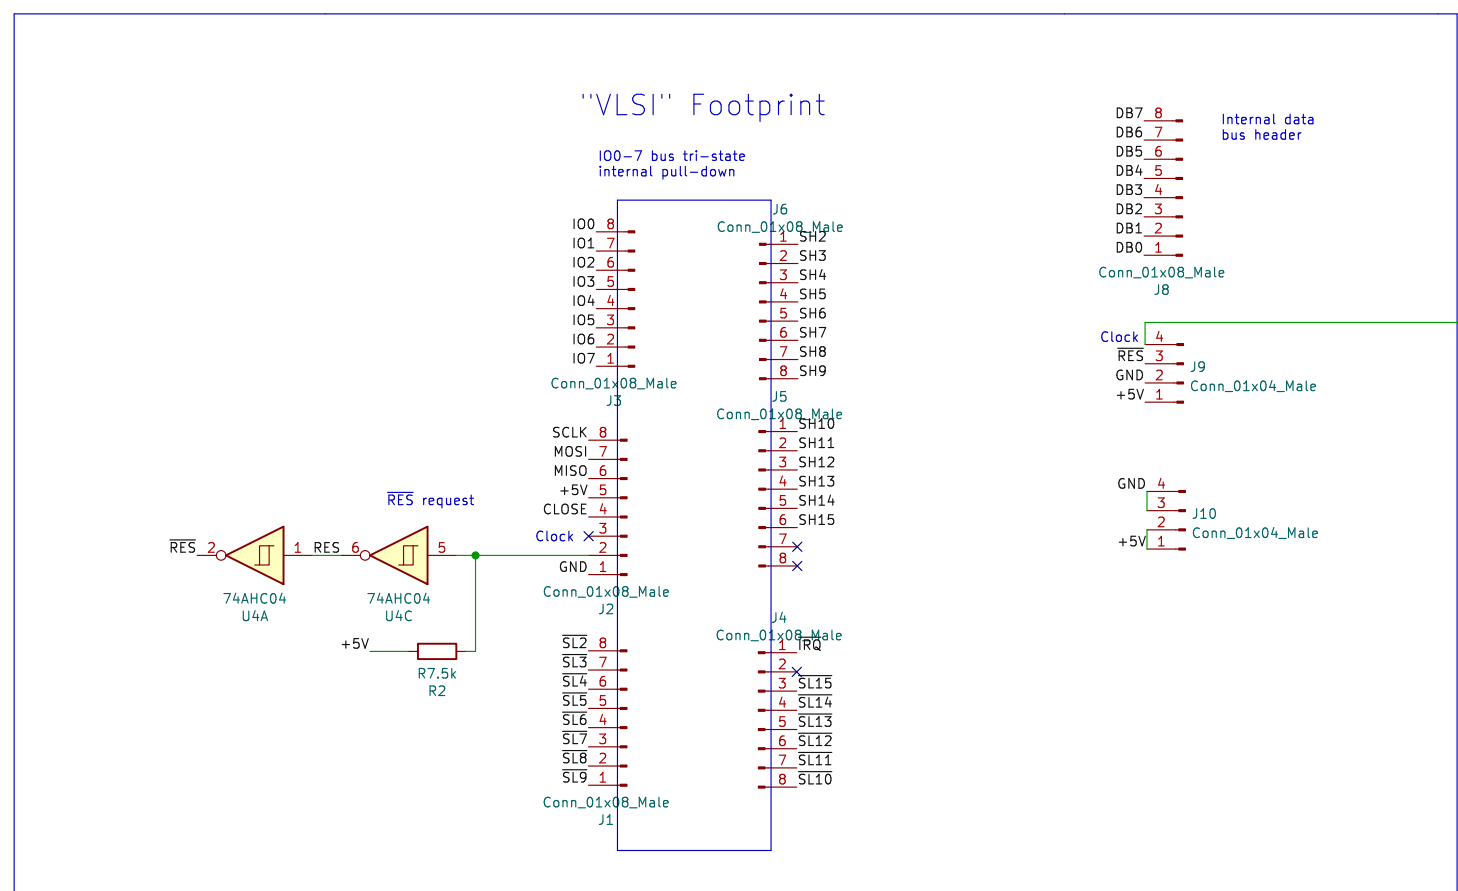 "VLSI" Footprint
IO0-7 bus tri-state
internal pull-down
IO0 8
IO1 7
IO2 6
IO3 5
IO4 4
IO5 3
IO6 2
IO7 1
Conn_01x08_Male
J3
SCLK 8
MOSI 7
MISO 6
+5V 5
CLOSE 4
Clock 3
2
GND 1
Conn_01x08_Male
J2
RES request
RES 2
1 RES 6
5
74AHC04
U4A
74AHC04
U4C
+5V
R7.5k
R2
SL2 8
SL3 7
SL4 6
SL5 5
SL6 4
SL7 3
SL8 2
SL9 1
Conn_01x08_Male
J1
J6
Conn_01x08_Male
1 SH2
2 SH3
3 SH4
4 SH5
5 SH6
6 SH7
7 SH8
8 SH9
J5
Conn_01x08_Male
1 SH10
2 SH11
3 SH12
4 SH13
5 SH14
6 SH15
7
8
J4
Conn_01x08_Male
1 IRQ
2
3 SL15
4 SL14
5 SL13
6 SL12
7 SL11
8 SL10
DB7 8
DB6 7
DB5 6
DB4 5
DB3 4
DB2 3
DB1 2
DB0 1
Conn_01x08_Male
J8
Internal data
bus header
Clock 4
RES 3
GND 2
+5V 1
J9
Conn_01x04_Male
GND 4
3
2
+5V 1
J10
Conn_01x04_Male